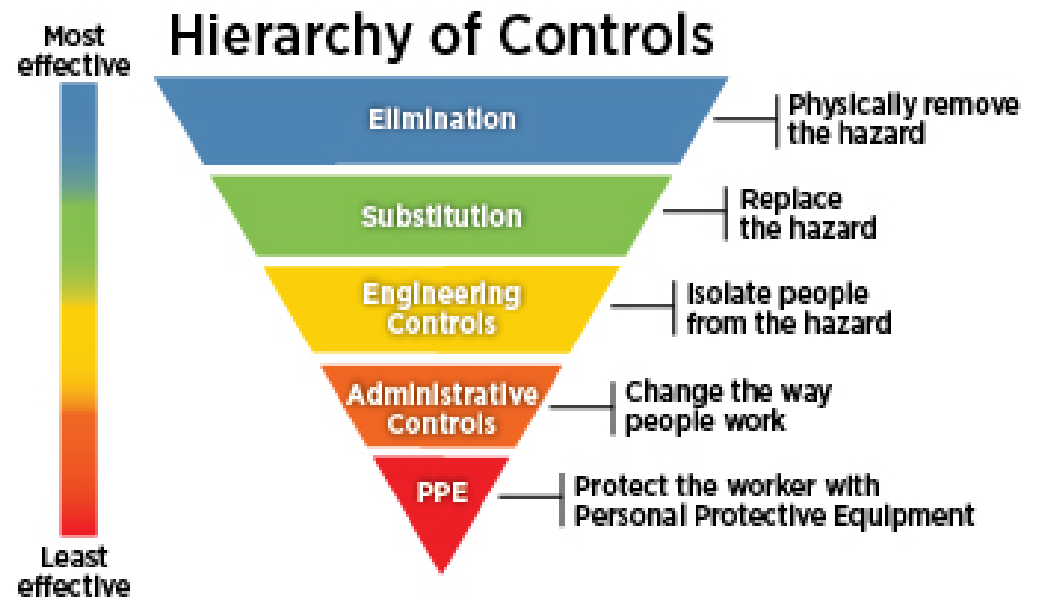 Hierarchy of Controls
Most
effective
Elimination
Physically remove
the hazard
Substitution
Replace
the hazard
Engineering
Controls
Isolate people
from the hazard
Administrative
Controls
Change the way
people work
PPE
Protect the worker with
Personal Protective Equipment
Least
effective